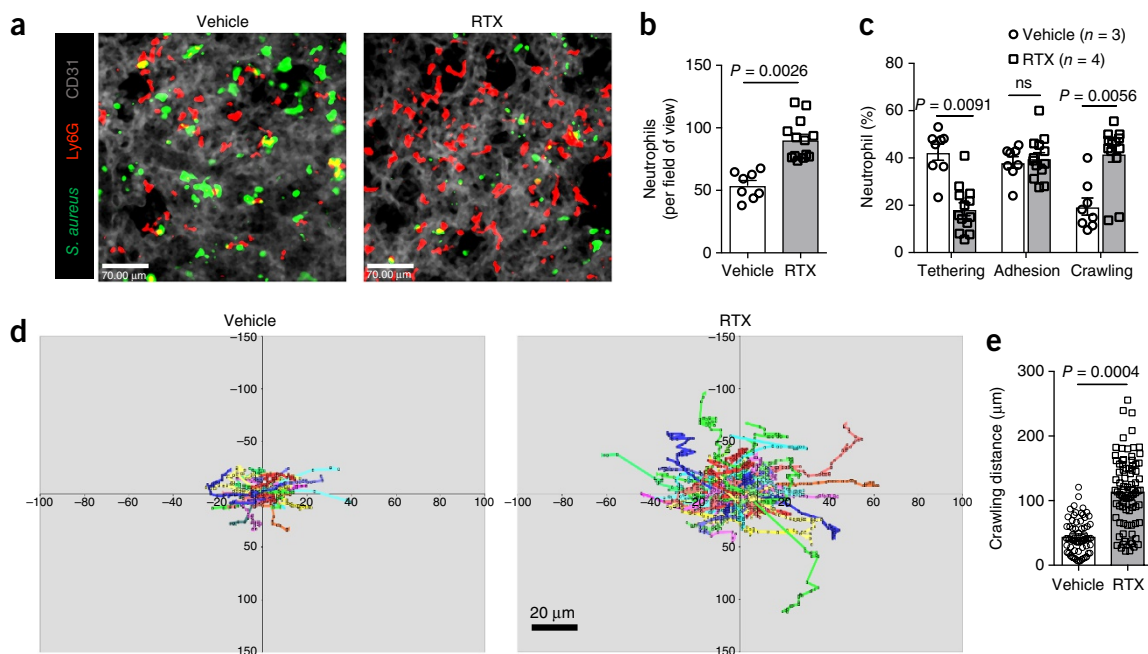 a
Vehicle
RTX
S. aureus Ly6G CD31
70.00 µm
70.00 µm
b
P = 0.0026
Neutrophils
(per field of view)
150
100
50
0
Vehicle
RTX
c
Vehicle (n = 3)
RTX (n = 4)
ns
P = 0.0091
P = 0.0056
Neutrophil (%)
80
60
40
20
0
Tethering
Adhesion
Crawling
d
Vehicle
–150
–100
–50
–100 –80 –60 –40 –20 20 40 60 80 100
50
100
150
RTX
–150
–100
–50
–100 –80 –60 –40 –20 20 40 60 80 100
50
100
150
20 µm
e
P = 0.0004
Crawling distance (µm)
300
200
100
0
Vehicle
RTX